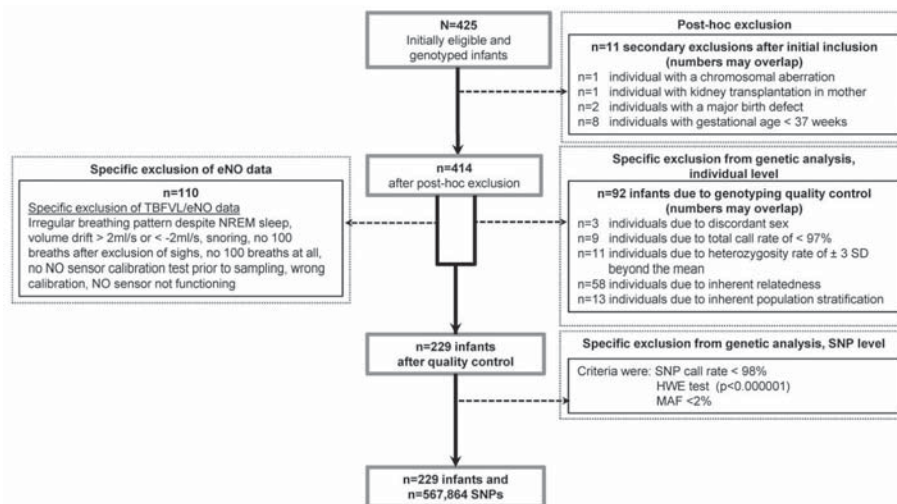 N=425
Initially eligible and
genotyped infants
Post-hoc exclusion
n=11 secondary exclusions after initial inclusion
(numbers may overlap)
n=1 individual with a chromosomal aberration
n=1 individual with kidney transplantation in mother
n=2 individuals with a major birth defect
n=8 individuals with gestational age < 37 weeks
Specific exclusion of eNO data
n=110
Specific exclusion of TBFVL/eNO data
Irregular breathing pattern despite NREM sleep,
volume drift > 2ml/s or < -2ml/s, snoring, no 100
breaths after exclusion of sighs, no 100 breaths at all,
no NO sensor calibration test prior to sampling, wrong
calibration, NO sensor not functioning
n=414
after post-hoc exclusion
Specific exclusion from genetic analysis,
individual level
n=92 infants due to genotyping quality control
(numbers may overlap)
n=3 individuals due to discordant sex
n=9 individuals due to total call rate of < 97%
n=11 individuals due to heterozygosity rate of ± 3 SD
beyond the mean
n=58 individuals due to inherent relatedness
n=13 individuals due to inherent population stratification
n=229 infants
after quality control
Specific exclusion from genetic analysis, SNP level
Criteria were: SNP call rate < 98%
HWE test (p<0.000001)
MAF <2%
n=229 infants and
n=567,864 SNPs